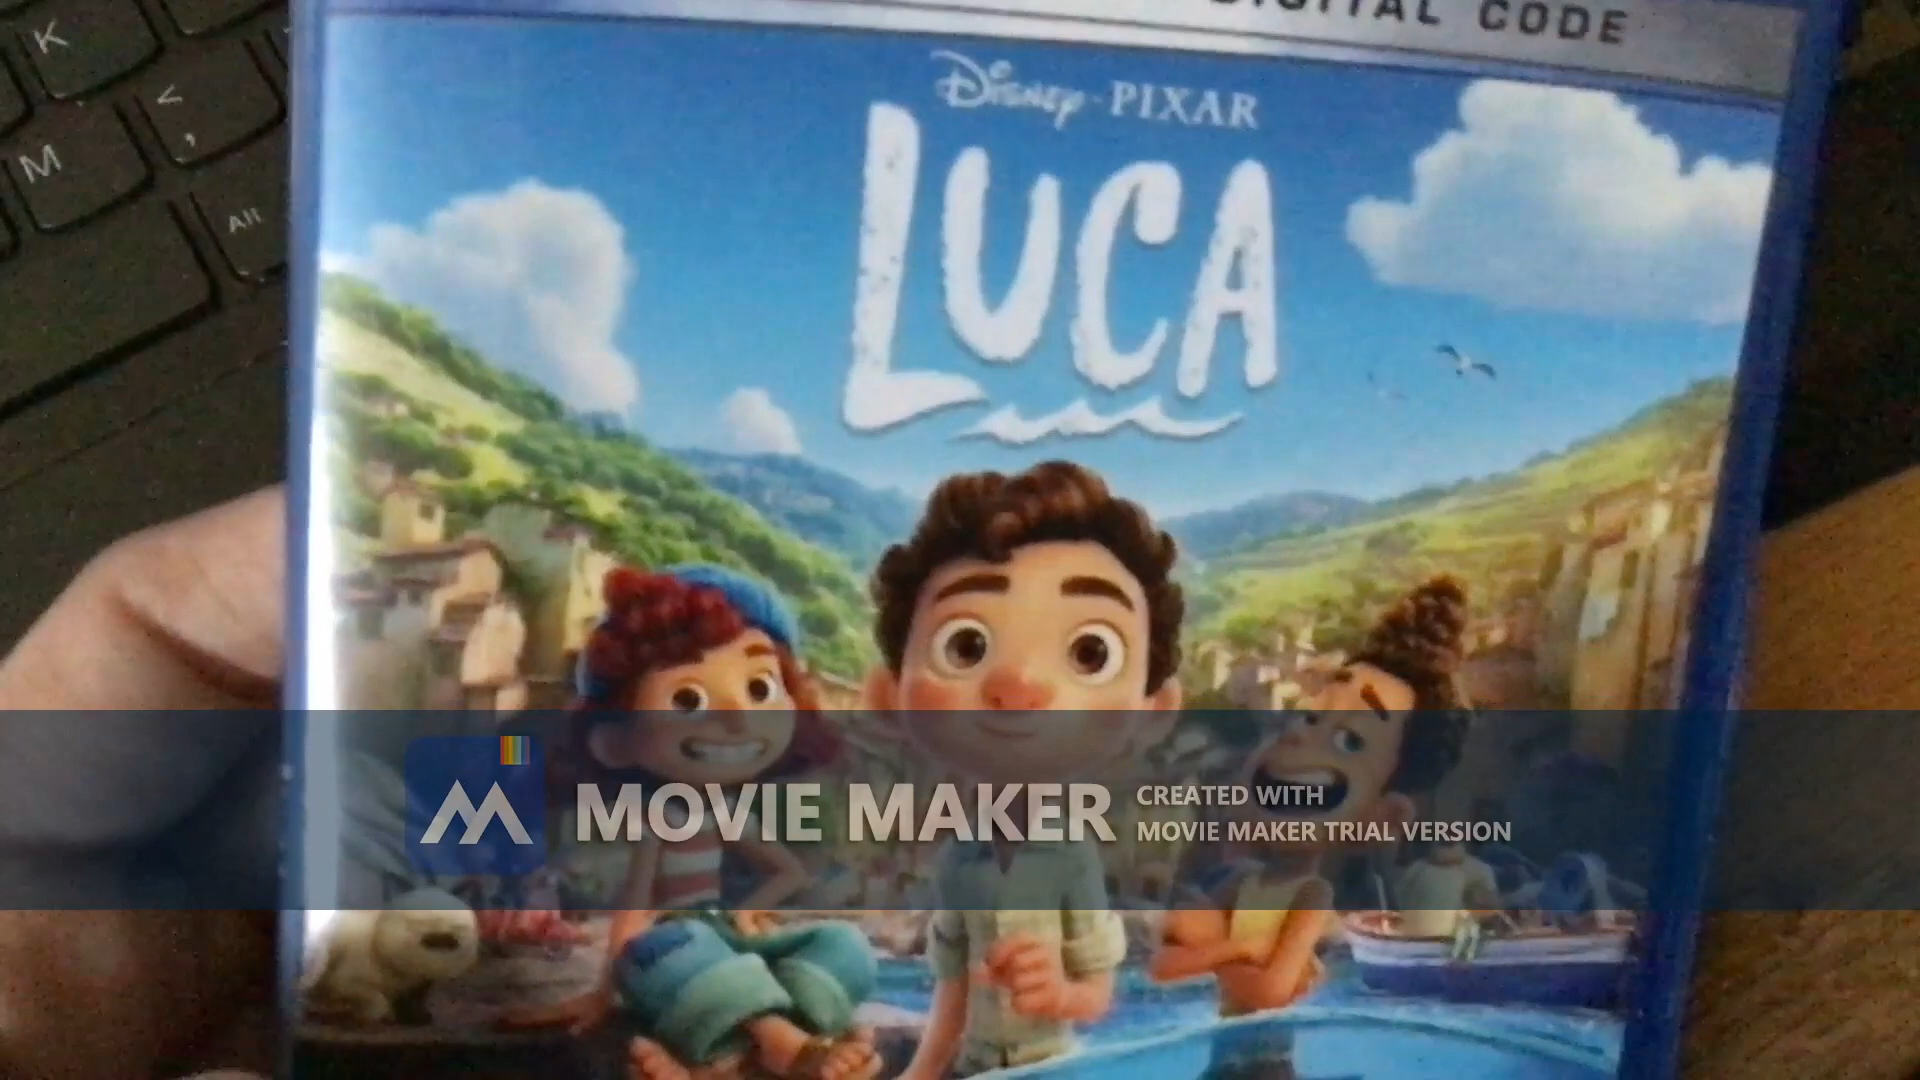 DIGITAL CODE
Disney · PIXAR
LUCA
K
<
,
M
Alt
MOVIE MAKER
CREATED WITH
MOVIE MAKER TRIAL VERSION